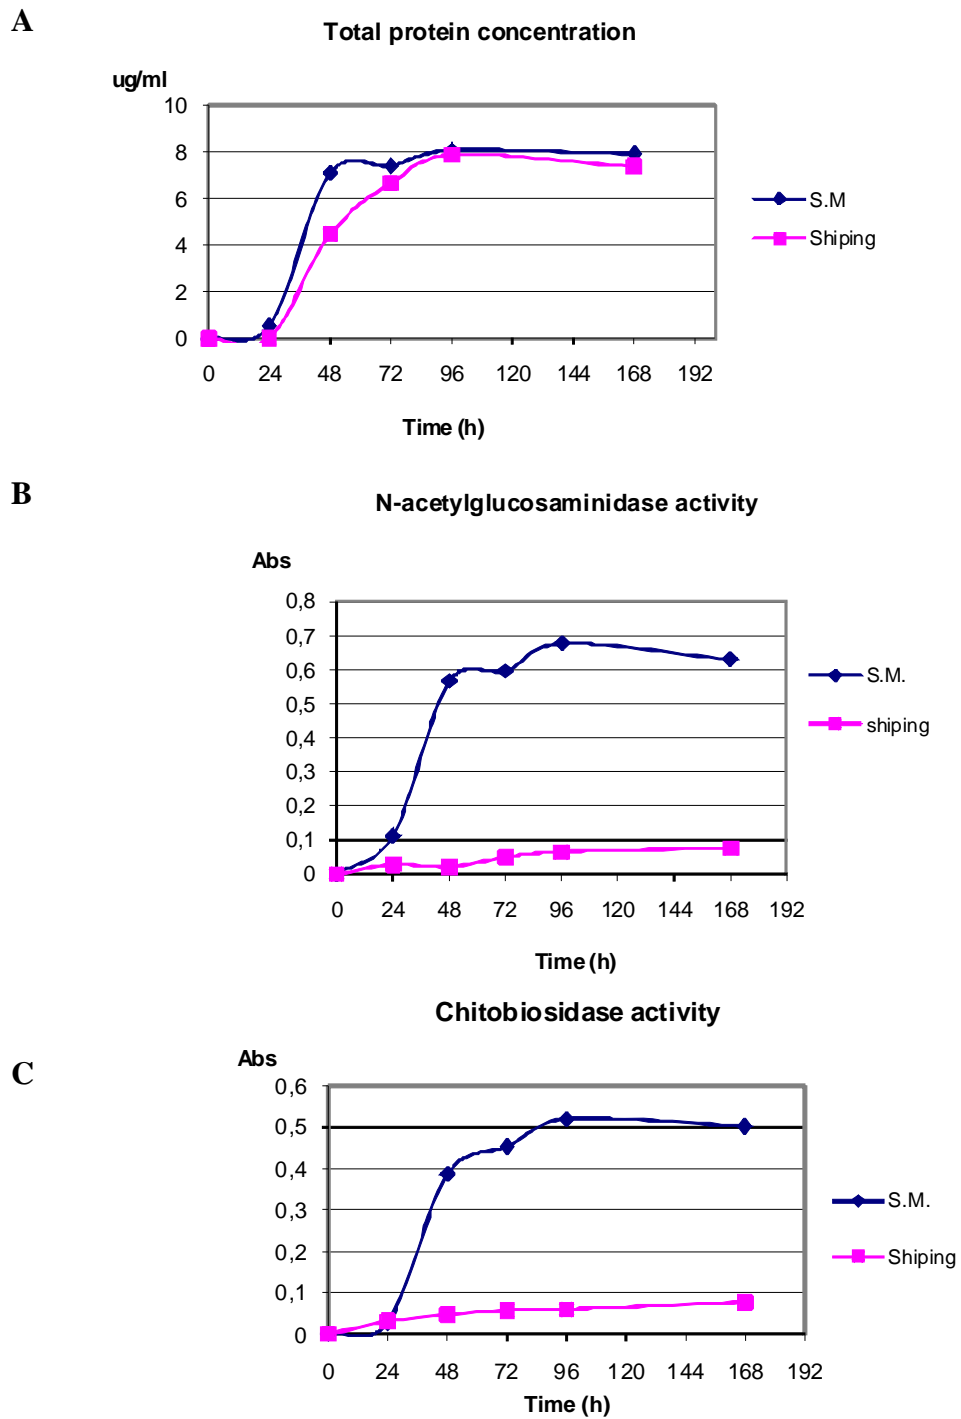 A
Total protein concentration
ug/ml
10
8
6
4
2
0
0 24 48 72 96 120 144 168 192
Time (h)
S.M
Shiping
B
N-acetylglucosaminidase activity
Abs
0,8
0,7
0,6
0,5
0,4
0,3
0,2
0,1
0
0 24 48 72 96 120 144 168 192
Time (h)
S.M.
shiping
C
Chitobiosidase activity
Abs
0,6
0,5
0,4
0,3
0,2
0,1
0
0 24 48 72 96 120 144 168 192
Time (h)
S.M.
Shiping